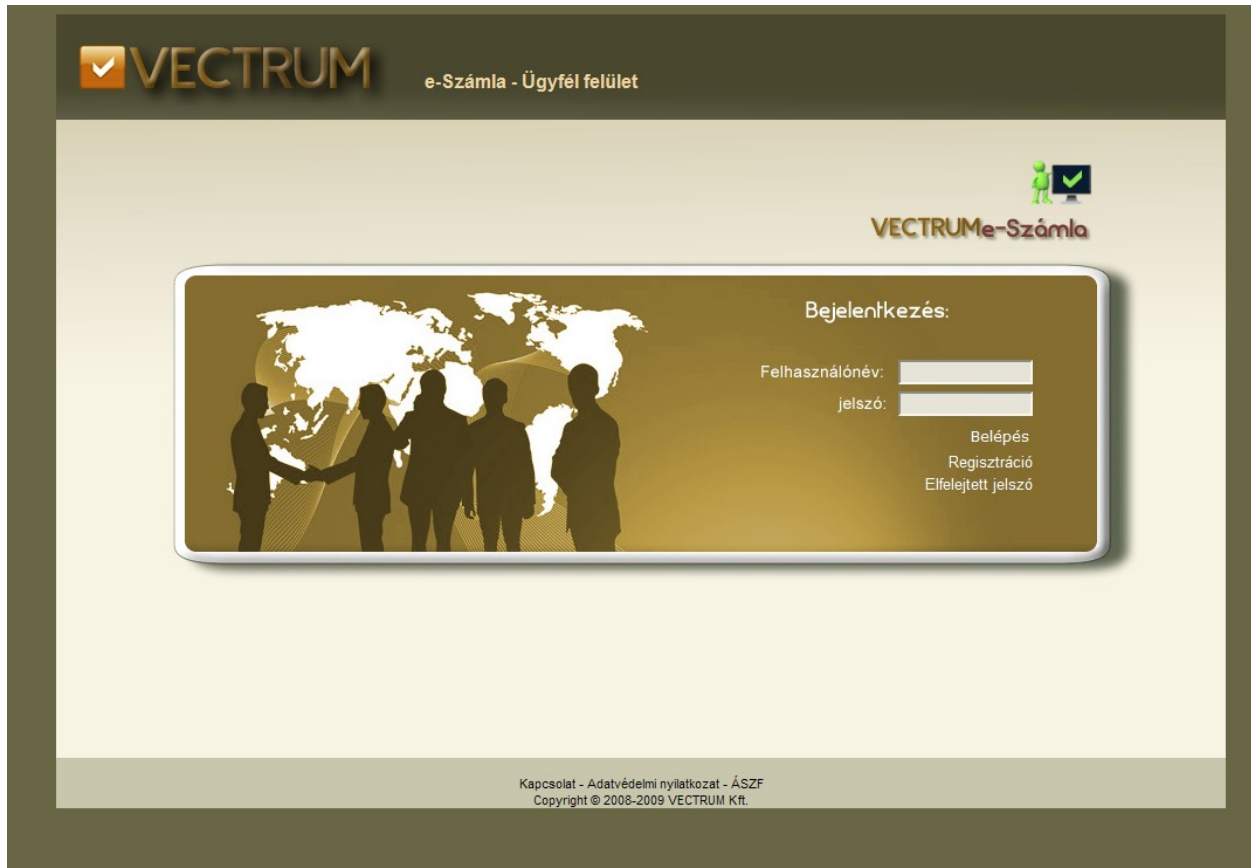 VECTRUM
e-Számla - Ügyfél felület
VECTRUMe-Számla
Bejelentkezés:
Felhasználónév:
jelszó:
Belépés
Regisztráció
Elfelejtett jelszó
Kapcsolat - Adatvédelmi nyilatkozat - ÁSZF
Copyright © 2008-2009 VECTRUM Kft.